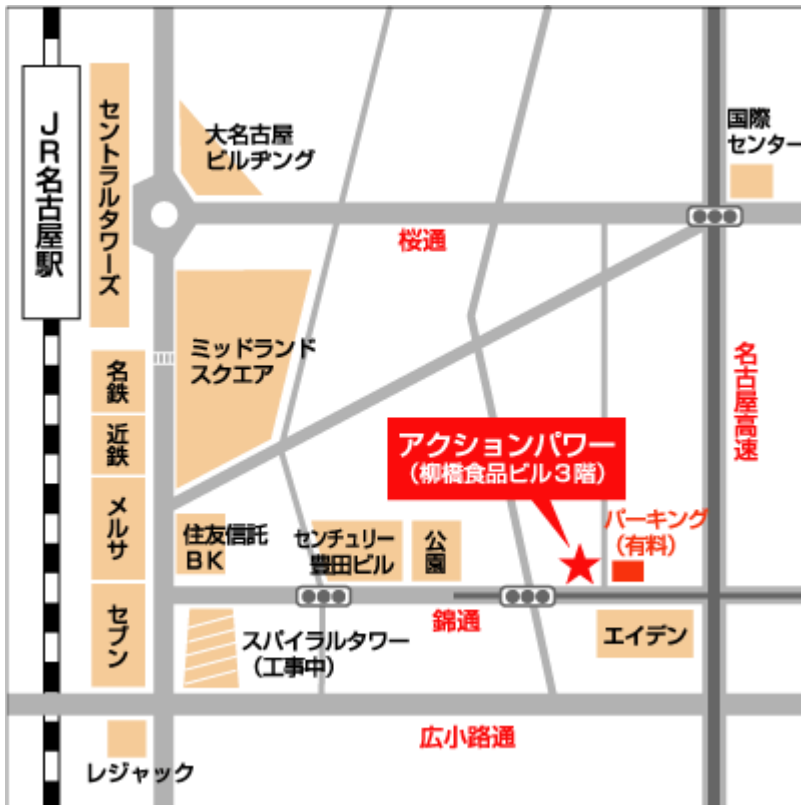 JR名古屋駅
セントラルタワーズ
大名古屋
ビルヂング
国際
センター
桜通
ミッドランド
スクエア
名鉄
近鉄
メルサ
セブン
名古屋高速
アクションパワー
(柳橋食品ビル3階)
パーキング
(有料)
住友信託
BK
センチュリー
豊田ビル
公園
錦通
エイデン
スパイラルタワー
(工事中)
広小路通
レジャック